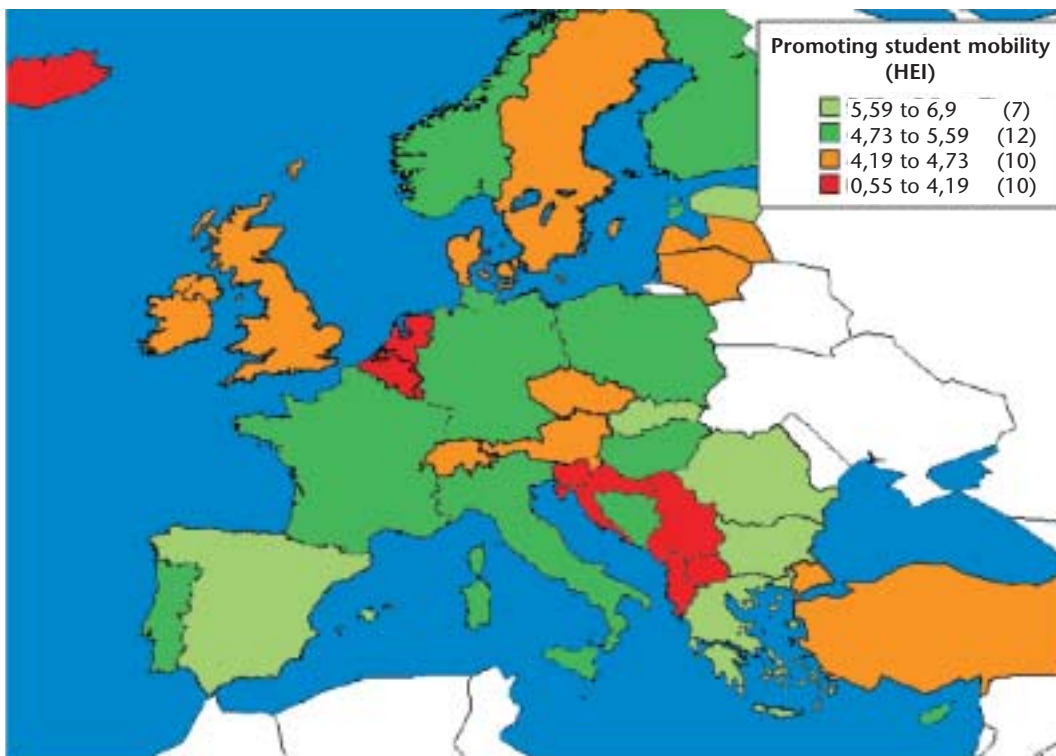 Promoting student mobility
(HEI)
5,59 to 6,9 (7)
4,73 to 5,59 (12)
4,19 to 4,73 (10)
0,55 to 4,19 (10)